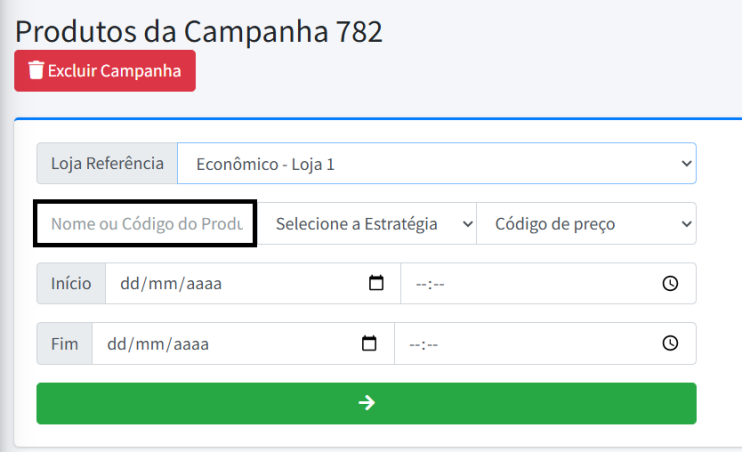 Produtos da Campanha 782
Excluir Campanha
Loja Referência Econômico - Loja 1
Nome ou Código do Produ Selecione a Estratégia Código de preço
Início dd/mm/aaaa --:--
Fim dd/mm/aaaa --:--